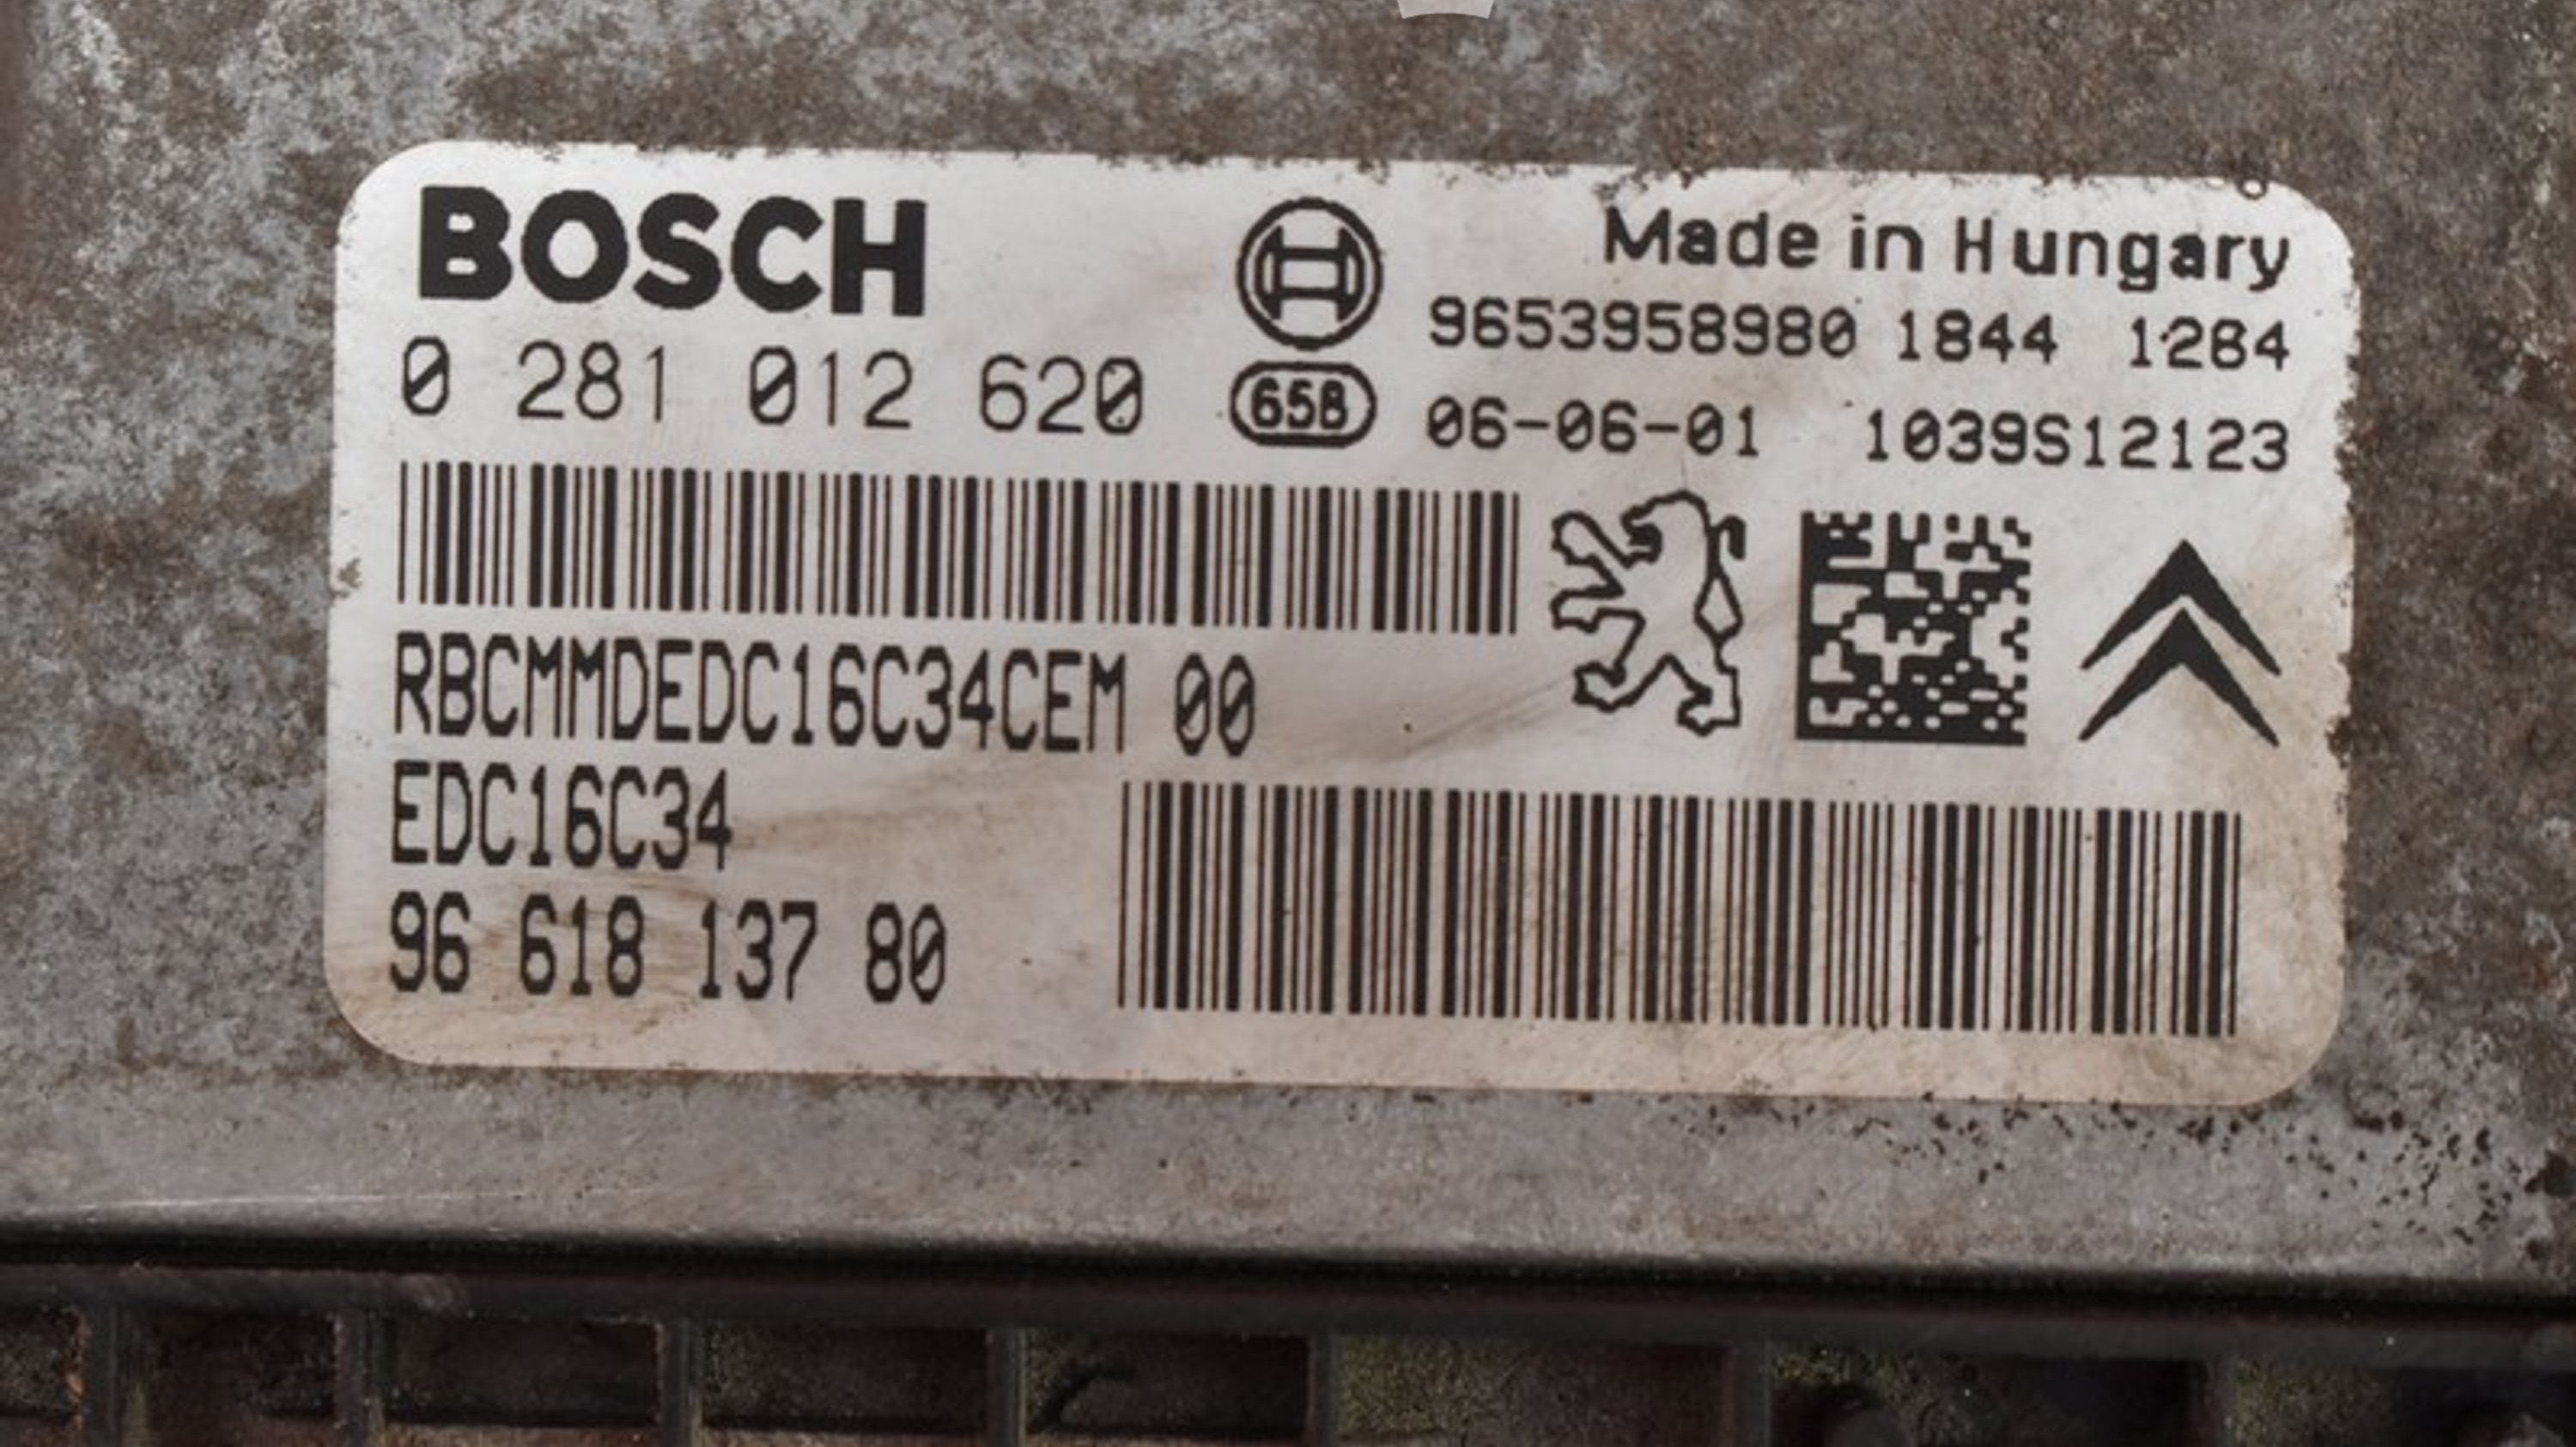 BOSCH
Made in Hungary
0 281 012 620
9653958980 1844 1284
658
06-06-01 1039S12123
RBCMMDEDC16C34CEM 00
EDC16C34
96 618 137 80